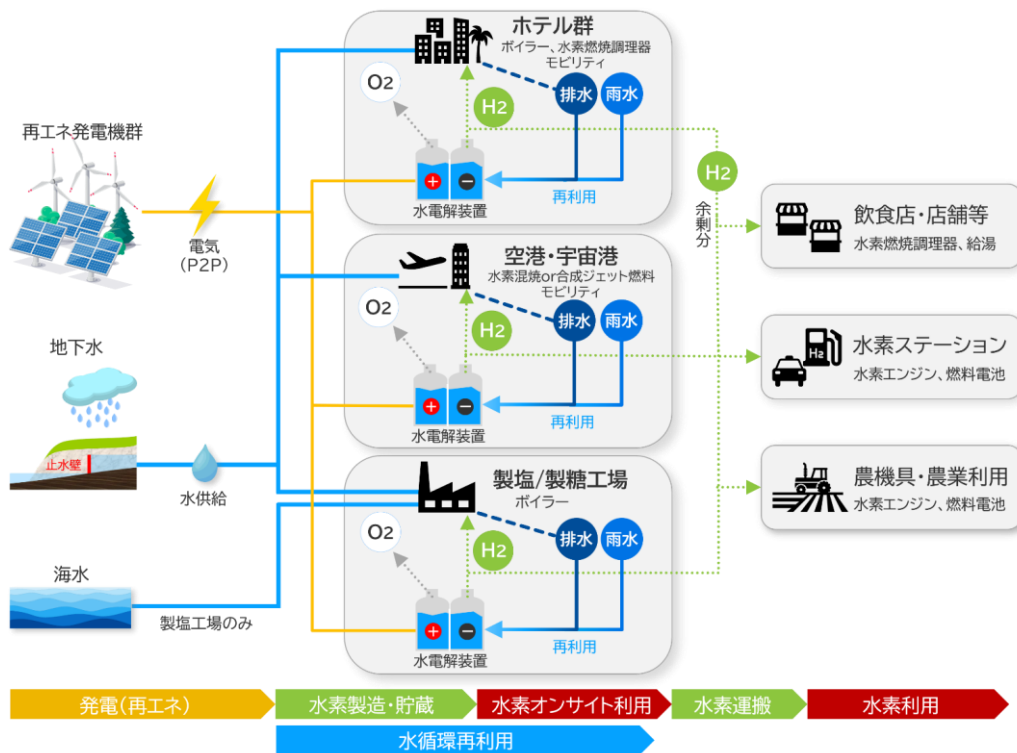 再エネ発電機群
電気
(P2P)
地下水
止水壁
水供給
海水
製塩工場のみ
ホテル群
ボイラー、水素燃焼調理器
モビリティ
O2
H2
排水
雨水
再利用
水電解装置
空港・宇宙港
水素混焼or合成ジェット燃料
モビリティ
O2
H2
排水
雨水
再利用
水電解装置
製塩/製糖工場
ボイラー
O2
H2
排水
雨水
再利用
水電解装置
H2
余剰分
飲食店・店舗等
水素燃焼調理器、給湯
H2
水素ステーション
水素エンジン、燃料電池
農機具・農業利用
水素エンジン、燃料電池
発電(再エネ)
水素製造・貯蔵
水素オンサイト利用
水素運搬
水素利用
水循環再利用